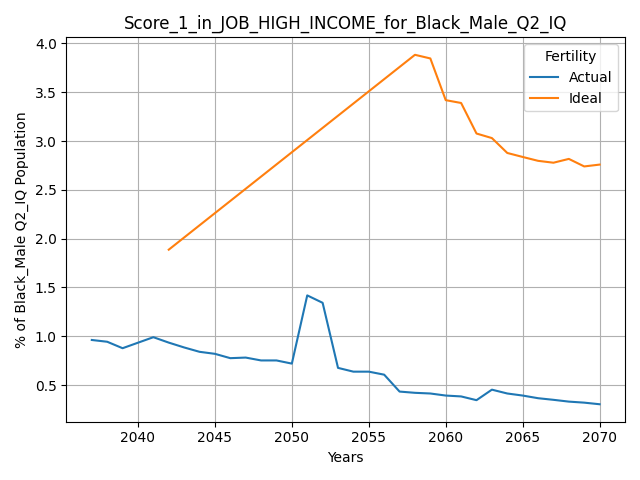 Score_1_in_JOB_HIGH_INCOME_for_Black_Male_Q2_IQ
Fertility
Actual
Ideal
% of Black_Male Q2_IQ Population
4.0
3.5
3.0
2.5
2.0
1.5
1.0
0.5
2040 2045 2050 2055 2060 2065 2070
Years